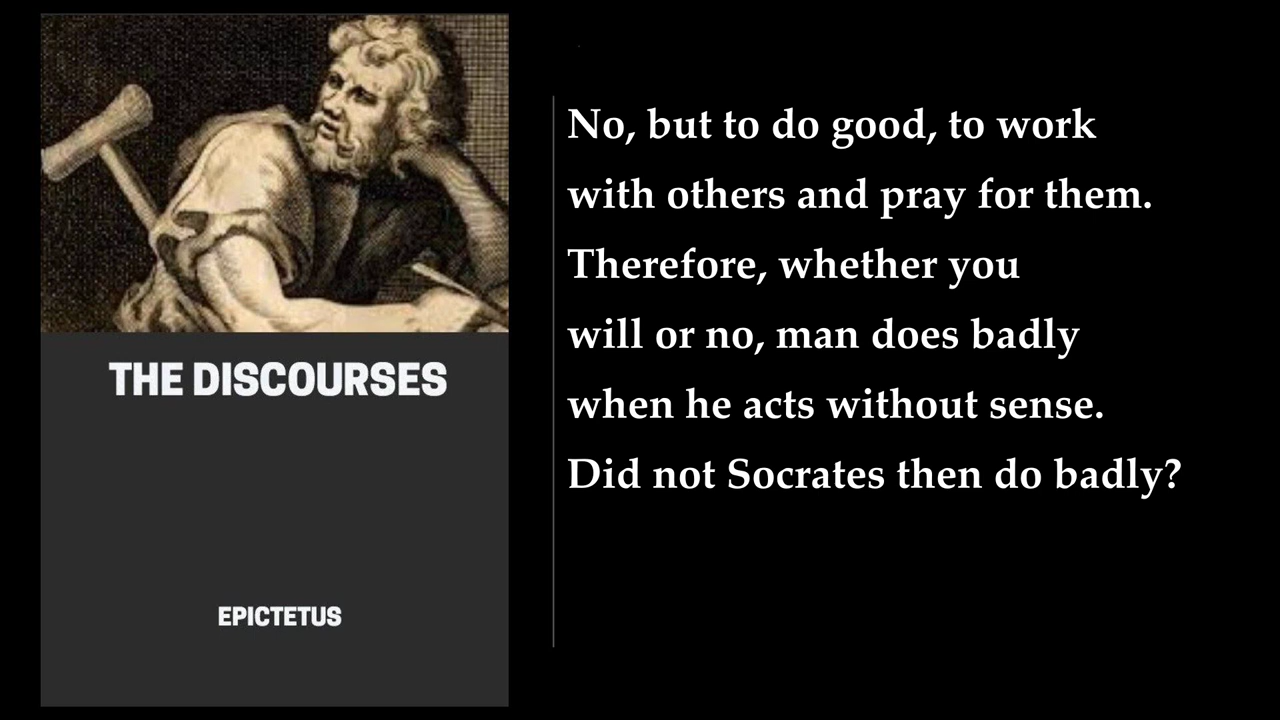 THE DISCOURSES
EPICTETUS
No, but to do good, to work
with others and pray for them.
Therefore, whether you
will or no, man does badly
when he acts without sense.
Did not Socrates then do badly?